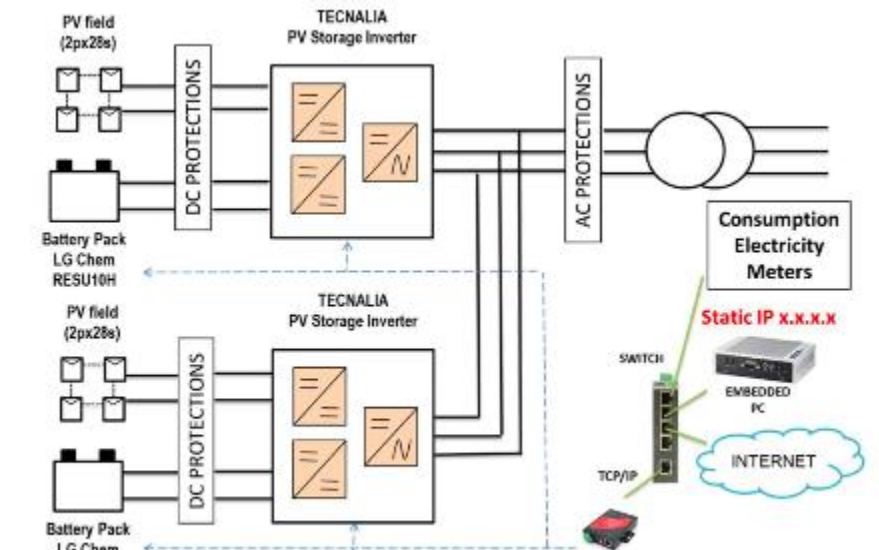 PV field
(2px28s)
TECNALIA
PV Storage Inverter
DC PROTECTIONS
AC PROTECTIONS
Battery Pack
LG Chem
RESU10H
Consumption
Electricity
Meters
PV field
(2px28s)
TECNALIA
PV Storage Inverter
DC PROTECTIONS
Static IP x.x.x.x
SWITCH
EMBEDDED
PC
INTERNET
TCP/IP
Battery Pack
LG Chem